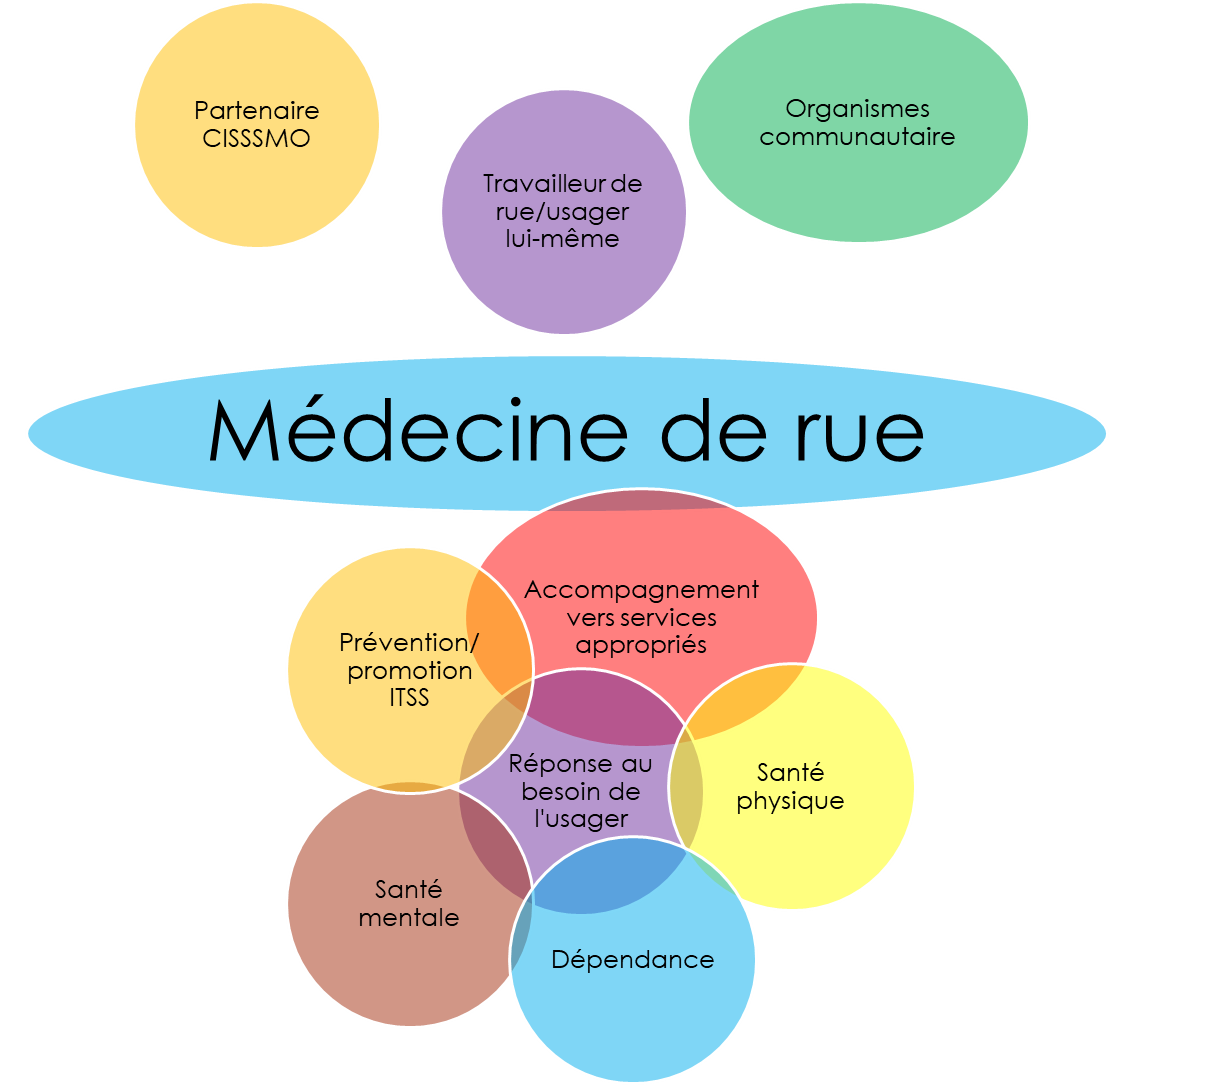 Partenaire
CISSSMO
Travailleur de
rue/usager
lui-même
Organismes
communautaire
Médecine de rue
Accompagnement
vers services
appropriés
Prévention/
promotion
ITSS
Réponse au
besoin de
l'usager
Santé
physique
Santé
mentale
Dépendance